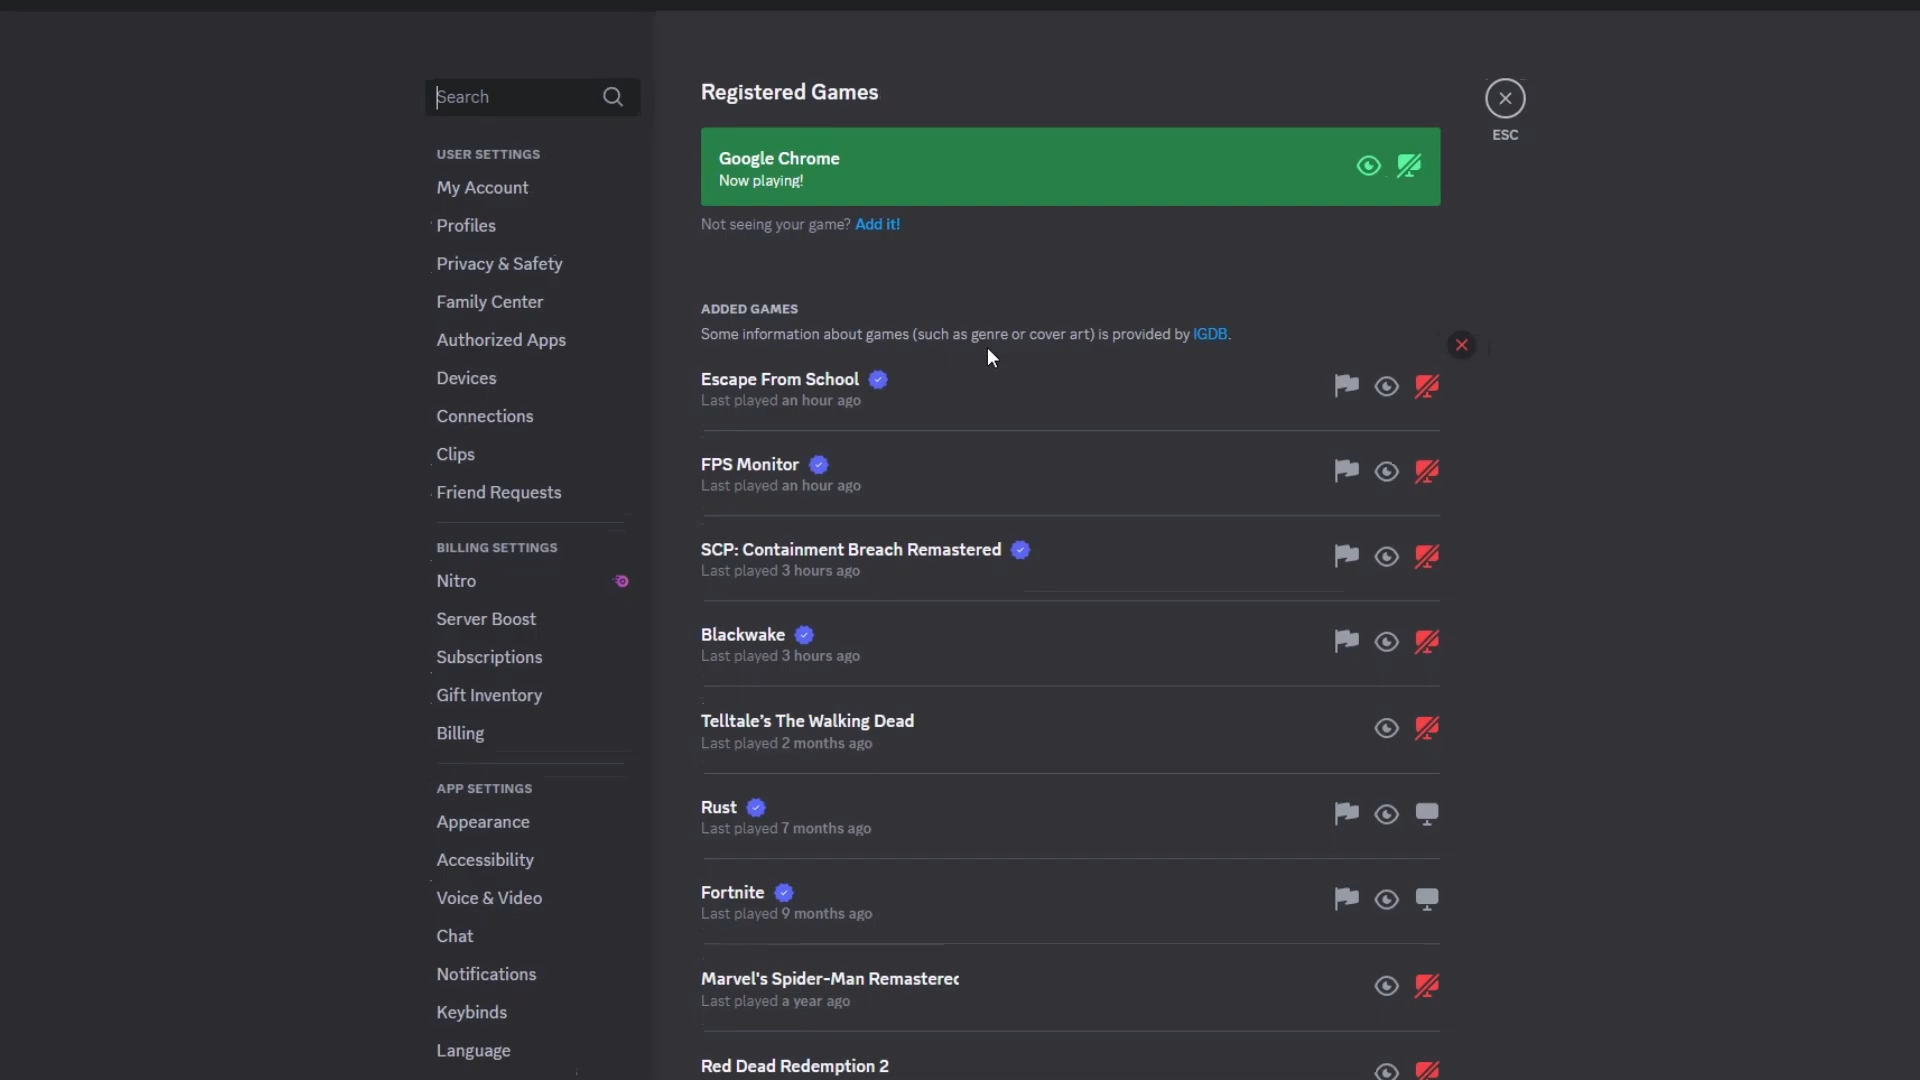 Search
USER SETTINGS
My Account
Profiles
Privacy & Safety
Family Center
Authorized Apps
Devices
Connections
Clips
Friend Requests
BILLING SETTINGS
Nitro
Server Boost
Subscriptions
Gift Inventory
Billing
APP SETTINGS
Appearance
Accessibility
Voice & Video
Chat
Notifications
Keybinds
Language
Registered Games
Google Chrome
Now playing!
Not seeing your game? Add it!
ADDED GAMES
Some information about games (such as genre or cover art) is provided by IGDB.
Escape From School
Last played an hour ago
FPS Monitor
Last played an hour ago
SCP: Containment Breach Remastered
Last played 3 hours ago
Blackwake
Last played 3 hours ago
Telltale’s The Walking Dead
Last played 2 months ago
Rust
Last played 7 months ago
Fortnite
Last played 9 months ago
Marvel's Spider-Man Remastered
Last played a year ago
Red Dead Redemption 2
ESC